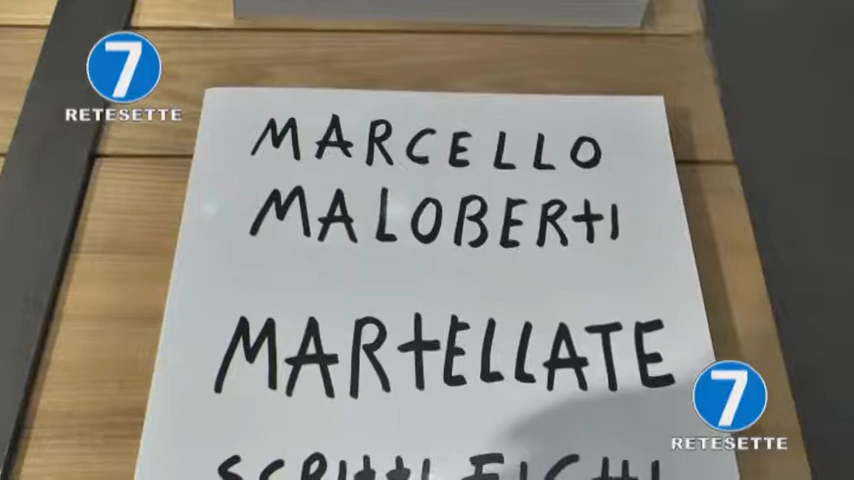 7
RETESETTE
MARCELLO
MALOBERTI
MARTELLATE
7
RETESETTE